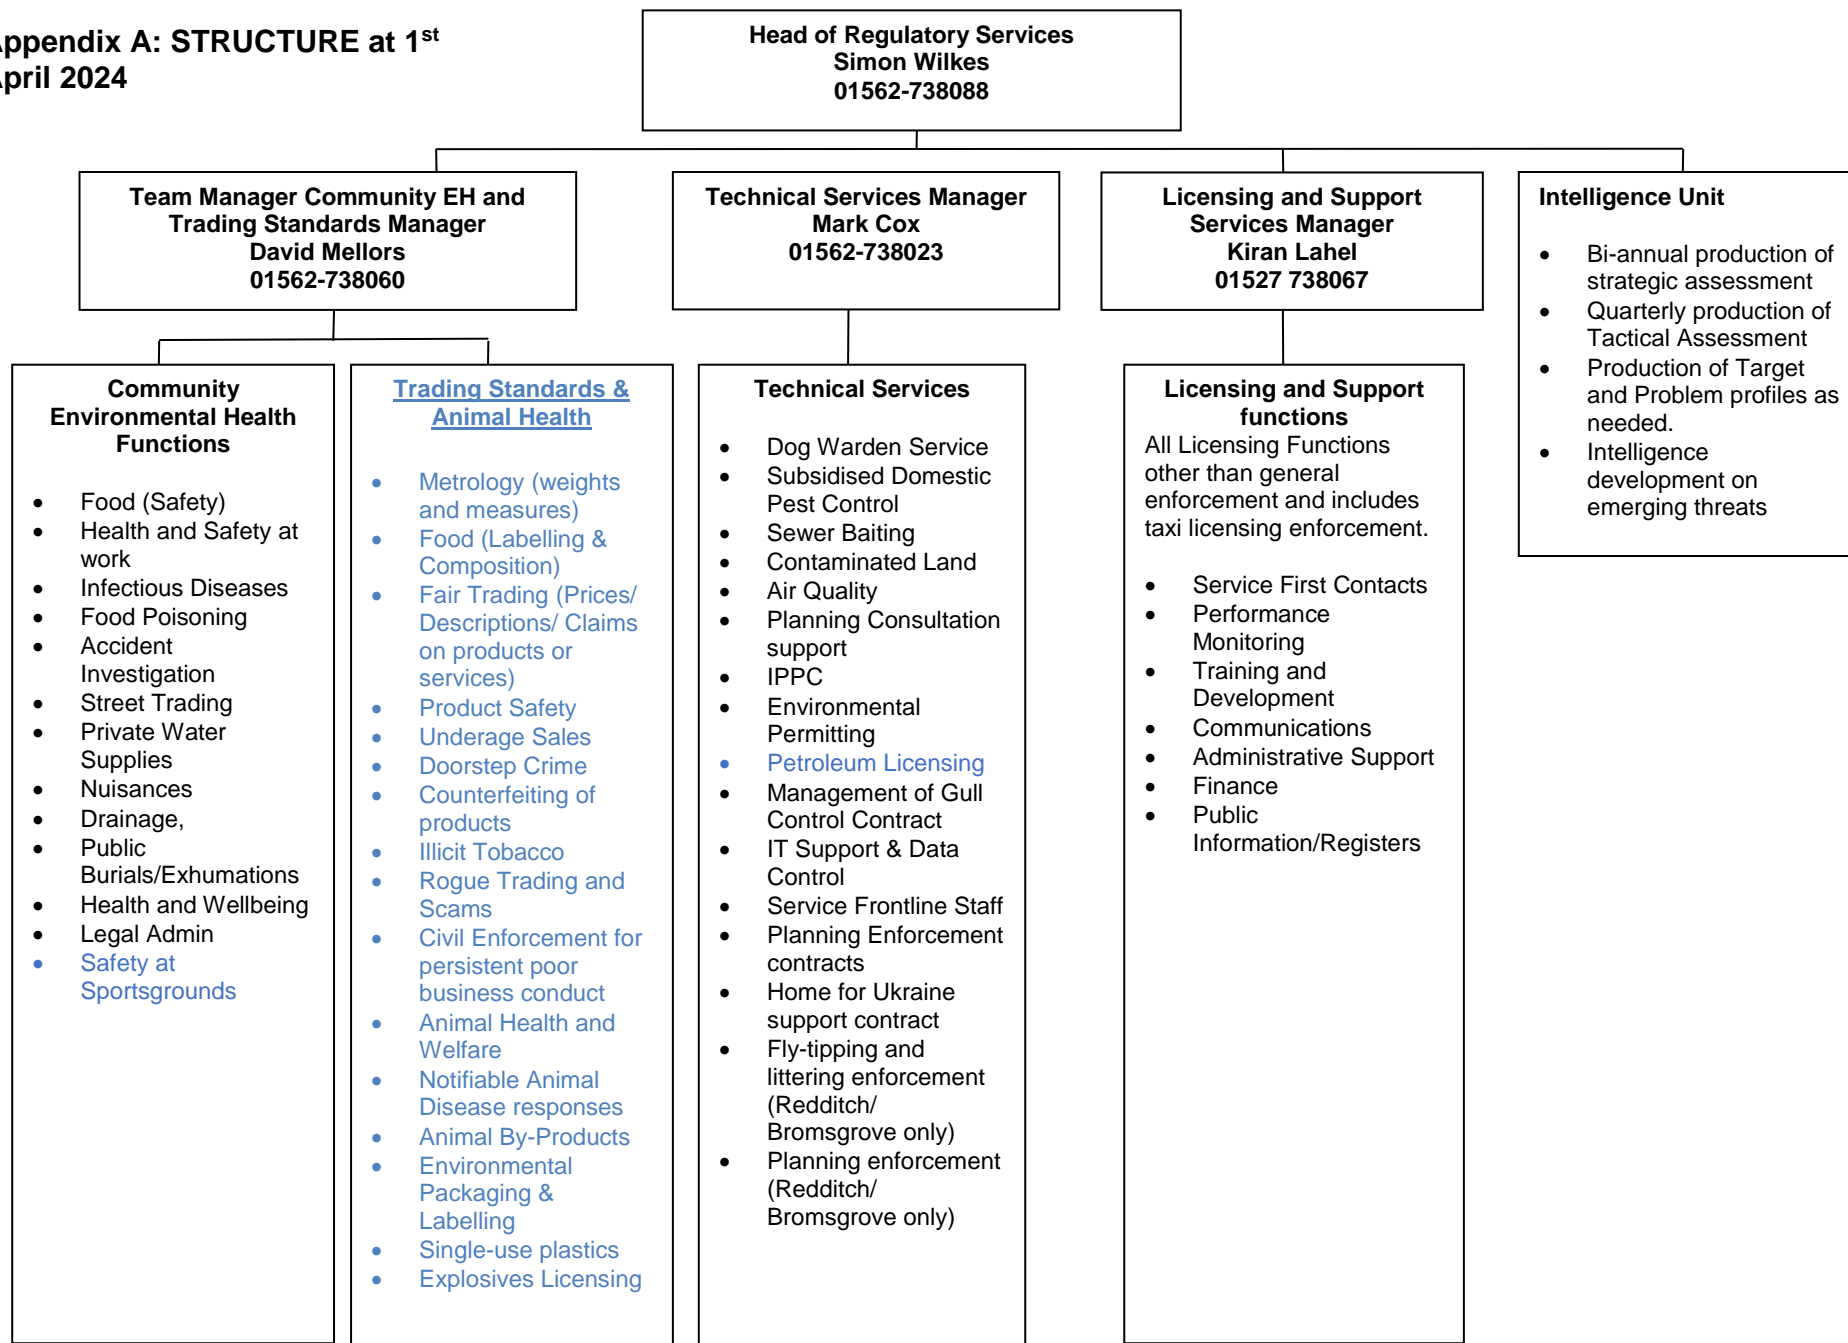 ppendix A: STRUCTURE at 1st
pril 2024
Head of Regulatory Services
Simon Wilkes
01562-738088
Team Manager Community EH and
Trading Standards Manager
David Mellors
01562-738060
Technical Services Manager
Mark Cox
01562-738023
Licensing and Support
Services Manager
Kiran Lahel
01527 738067
Intelligence Unit
• Bi-annual production of
strategic assessment
• Quarterly production of
Tactical Assessment
• Production of Target
and Problem profiles as
needed.
• Intelligence
development on
emerging threats
Community
Environmental Health
Functions
• Food (Safety)
• Health and Safety at
work
• Infectious Diseases
• Food Poisoning
• Accident
Investigation
• Street Trading
• Private Water
Supplies
• Nuisances
• Drainage,
• Public
Burials/Exhumations
• Health and Wellbeing
• Legal Admin
• Safety at
Sportsgrounds
Trading Standards &
Animal Health
• Metrology (weights
and measures)
• Food (Labelling &
Composition)
• Fair Trading (Prices/
Descriptions/ Claims
on products or
services)
• Product Safety
• Underage Sales
• Doorstep Crime
• Counterfeiting of
products
• Illicit Tobacco
• Rogue Trading and
Scams
• Civil Enforcement for
persistent poor
business conduct
• Animal Health and
Welfare
• Notifiable Animal
Disease responses
• Animal By-Products
• Environmental
Packaging &
Labelling
• Single-use plastics
• Explosives Licensing
Technical Services
• Dog Warden Service
• Subsidised Domestic
Pest Control
• Sewer Baiting
• Contaminated Land
• Air Quality
• Planning Consultation
support
• IPPC
• Environmental
Permitting
• Petroleum Licensing
• Management of Gull
Control Contract
• IT Support & Data
Control
• Service Frontline Staff
• Planning Enforcement
contracts
• Home for Ukraine
support contract
• Fly-tipping and
littering enforcement
(Redditch/
Bromsgrove only)
• Planning enforcement
(Redditch/
Bromsgrove only)
Licensing and Support
functions
All Licensing Functions
other than general
enforcement and includes
taxi licensing enforcement.
• Service First Contacts
• Performance
Monitoring
• Training and
Development
• Communications
• Administrative Support
• Finance
• Public
Information/Registers